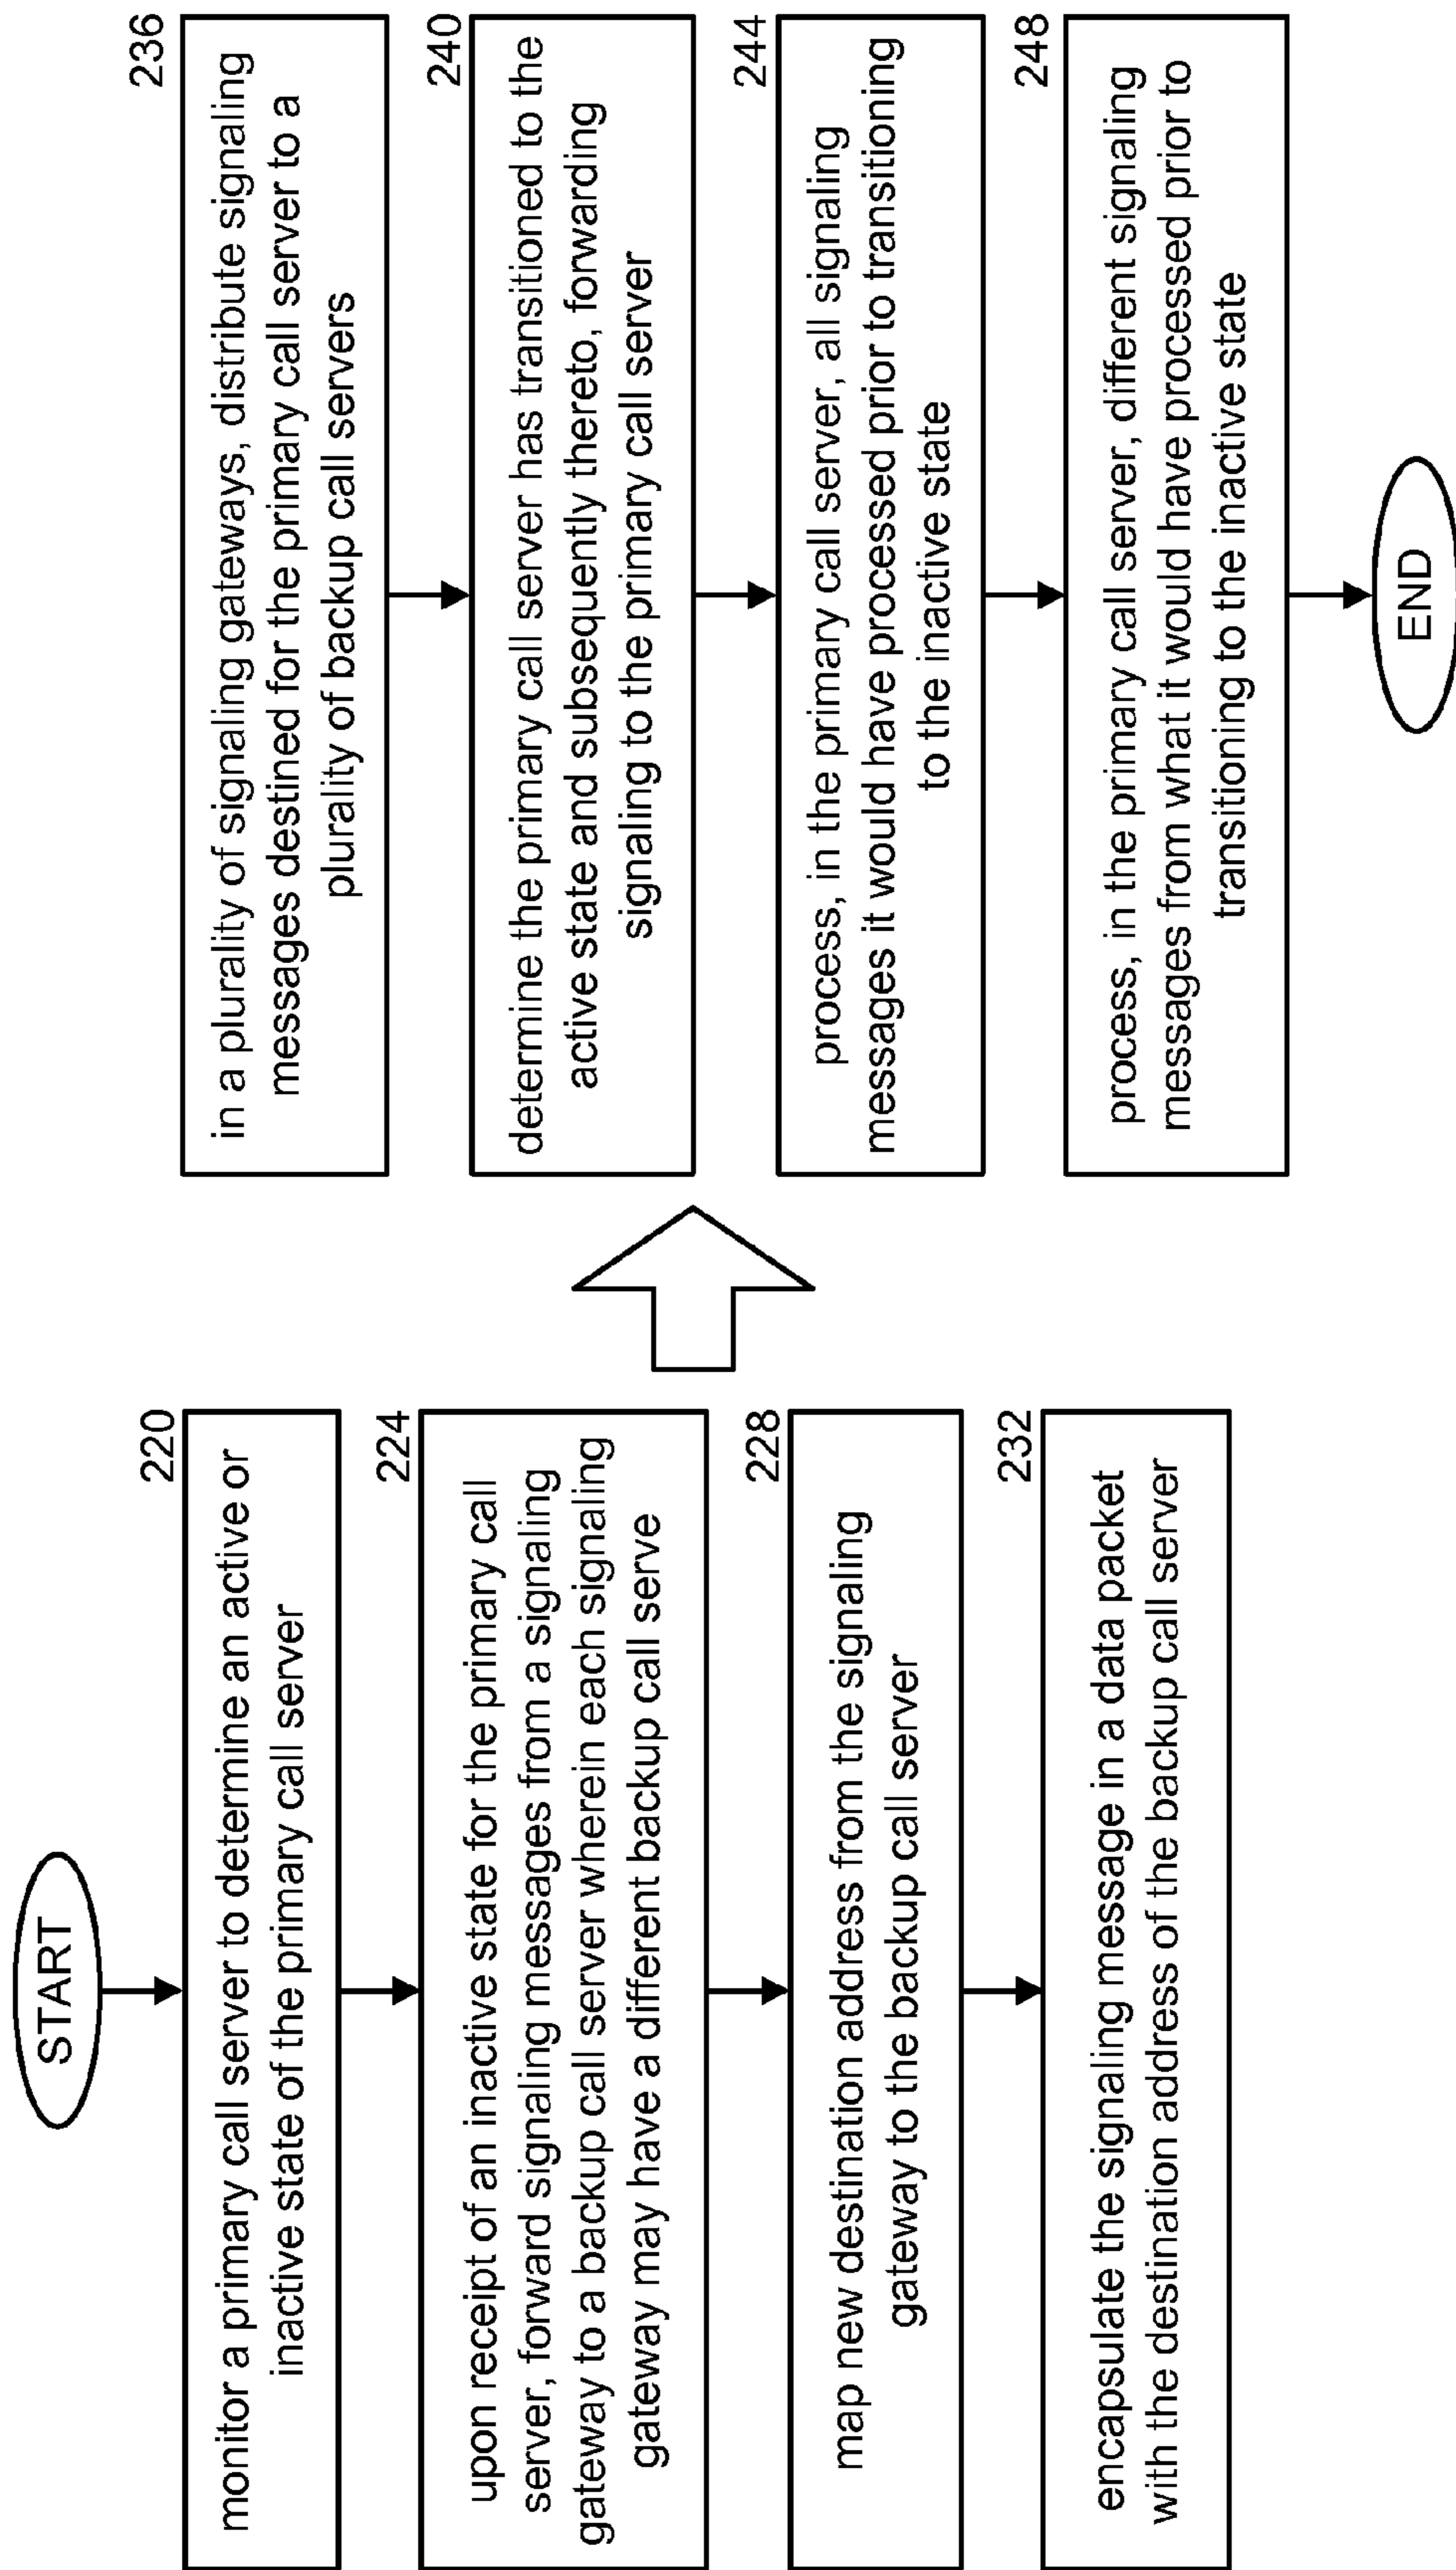 START
220
monitor a primary call server to determine an active or
inactive state of the primary call server
224
upon receipt of an inactive state for the primary call
server, forward signaling messages from a signaling
gateway to a backup call server wherein each signaling
gateway may have a different backup call serve
228
map new destination address from the signaling
gateway to the backup call server
232
encapsulate the signaling message in a data packet
with the destination address of the backup call server
236
in a plurality of signaling gateways, distribute signaling
messages destined for the primary call server to a
plurality of backup call servers
240
determine the primary call server has transitioned to the
active state and subsequently thereto, forwarding
signaling to the primary call server
244
process, in the primary call server, all signaling
messages it would have processed prior to transitioning
to the inactive state
248
process, in the primary call server, different signaling
messages from what it would have processed prior to
transitioning to the inactive state
END